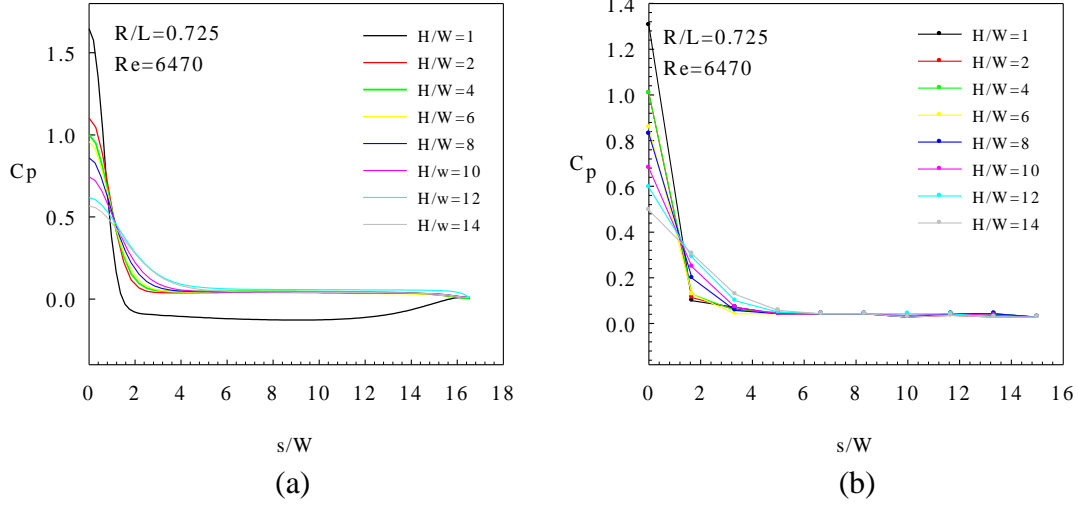 R/L=0.725
Re=6470
H/W=1
H/W=2
H/W=4
H/W=6
H/W=8
H/w=10
H/w=12
H/w=14
1.5
1.0
0.5
0.0
Cp
0 2 4 6 8 10 12 14 16 18
s/W
(a)
R/L=0.725
Re=6470
H/W=1
H/W=2
H/W=4
H/W=6
H/W=8
H/W=10
H/W=12
H/W=14
1.4
1.2
1.0
0.8
0.6
0.4
0.2
0.0
Cp
0 2 4 6 8 10 12 14 16
s/W
(b)